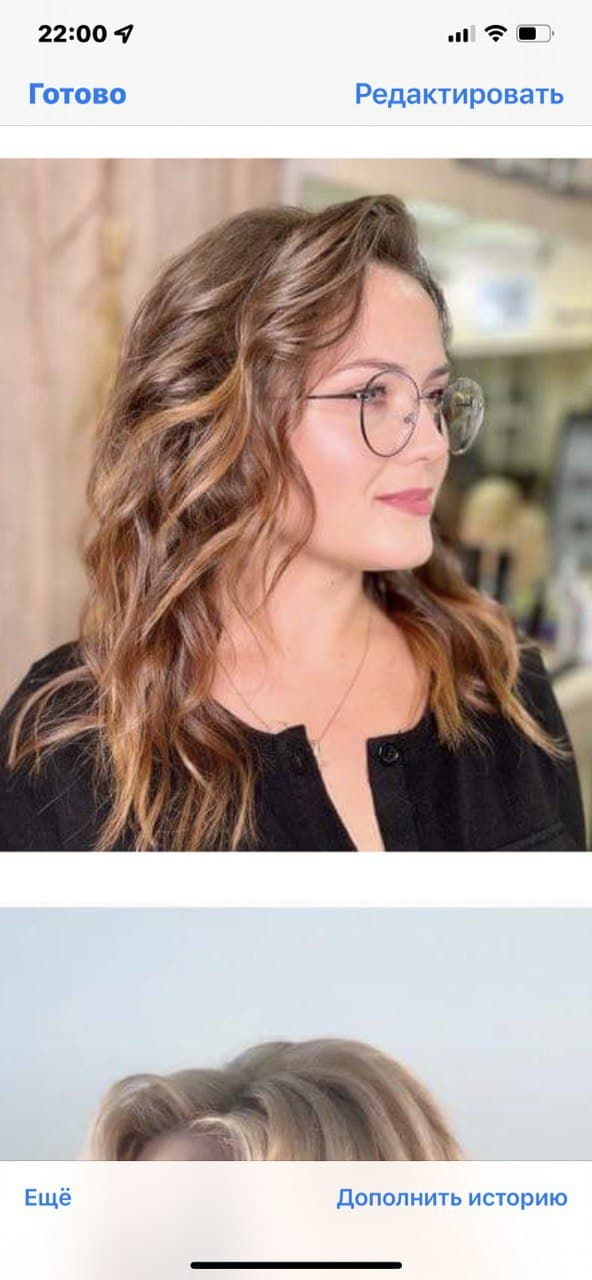 22:00
Готово
Редактировать
Ещё
Дополнить историю